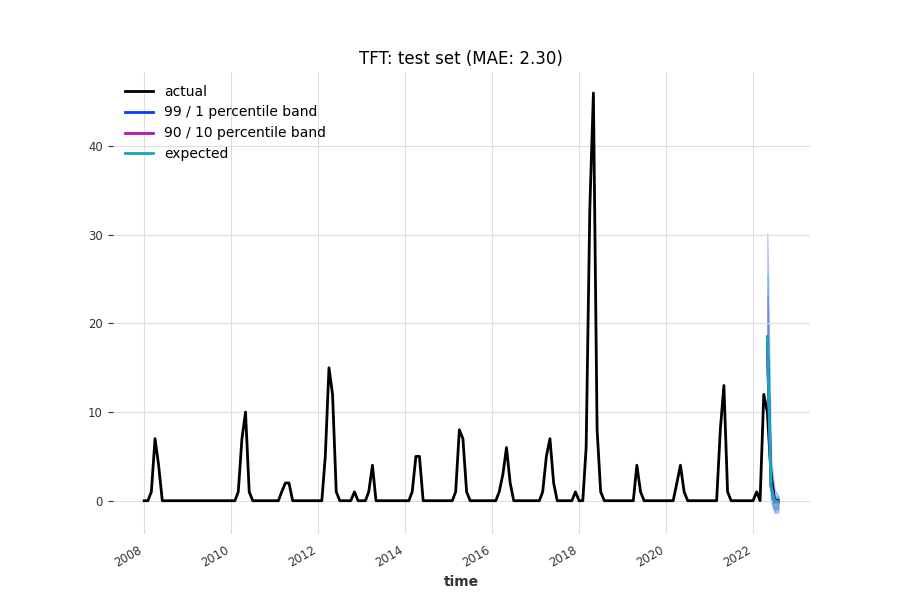 TFT: test set (MAE: 2.30)
actual
99 / 1 percentile band
90 / 10 percentile band
expected
40
30
20
10
0
2008
2010
2012
2014
2016
2018
2020
2022
time